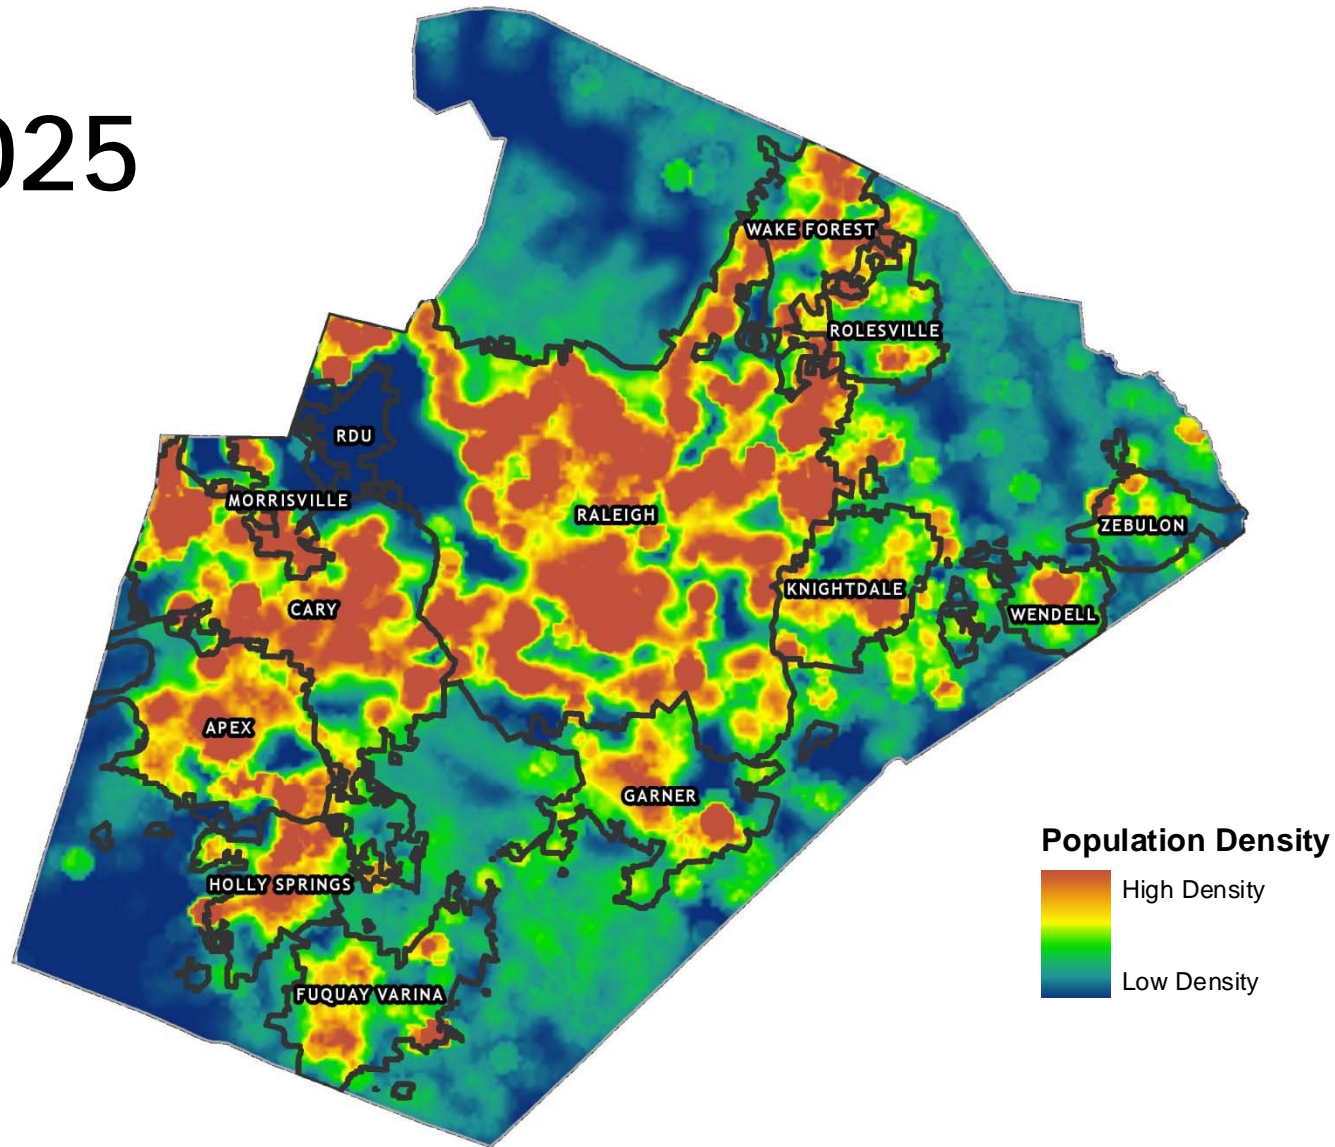 025
WAKE FOREST
ROLESVILLE
RDU
MORRISVILLE
RALEIGH
ZEBULON
KNIGHTDALE
CARY
WENDELL
APEX
GARNER
HOLLY SPRINGS
FUQUAY VARINA
Population Density
High Density
Low Density